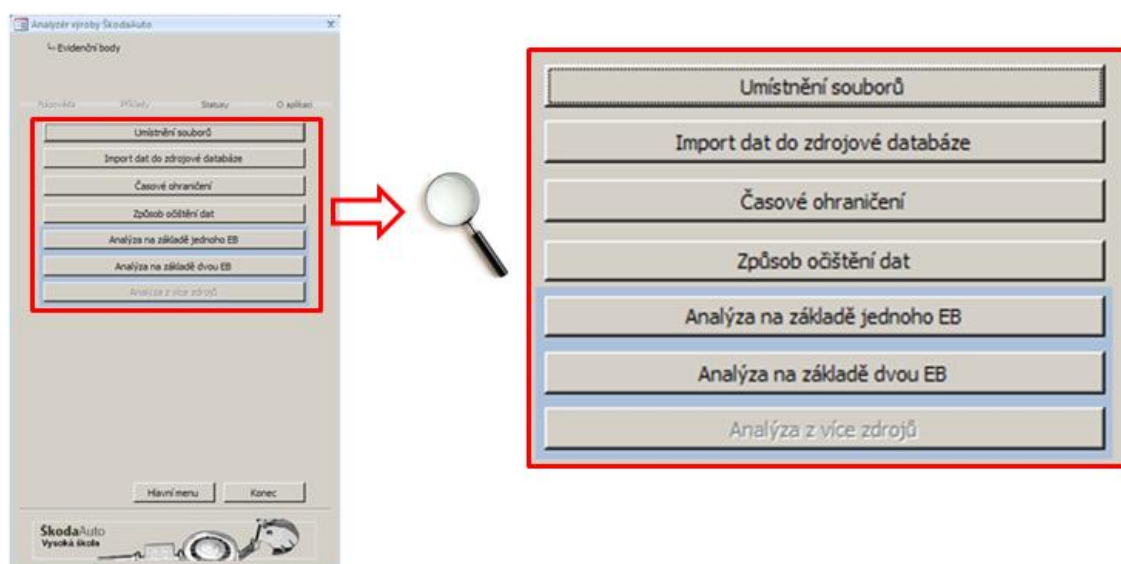 Analyzér výroby ŠkodaAuto
Evidenční body
Nápověda Příklady Statusy O aplikaci
Umístnění souborů
Import dat do zdrojové databáze
Časové ohraničení
Způsob očištění dat
Analýza na základě jednoho EB
Analýza na základě dvou EB
Analýza z více zdrojů
Hlavní menu Konec
ŠkodaAuto
Vysoká škola
Umístnění souborů
Import dat do zdrojové databáze
Časové ohraničení
Způsob očištění dat
Analýza na základě jednoho EB
Analýza na základě dvou EB
Analýza z více zdrojů